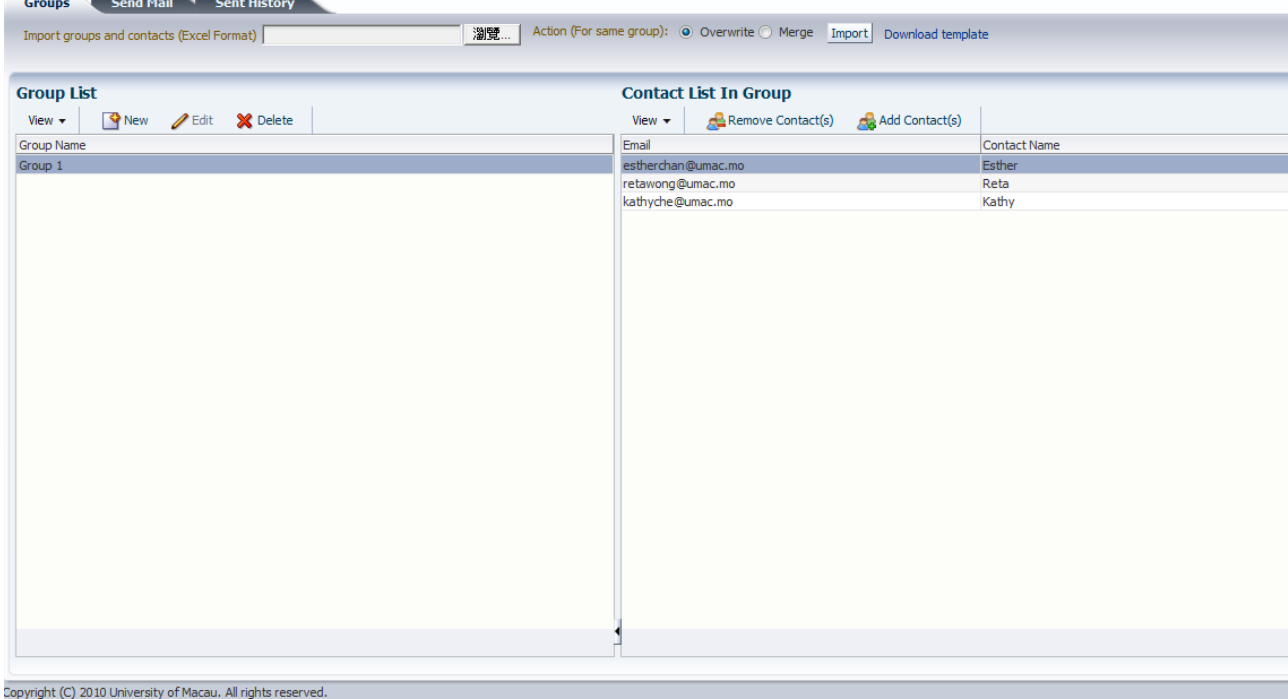 Groups Send Mail Sent History
Import groups and contacts (Excel Format) 瀏覽... Action (For same group): Overwrite Merge Import Download template
Group List
View New Edit Delete
Group Name
Group 1
Contact List In Group
View Remove Contact(s) Add Contact(s)
Email Contact Name
estherchan@umac.mo Esther
retawong@umac.mo Reta
kathyche@umac.mo Kathy
Copyright (C) 2010 University of Macau. All rights reserved.